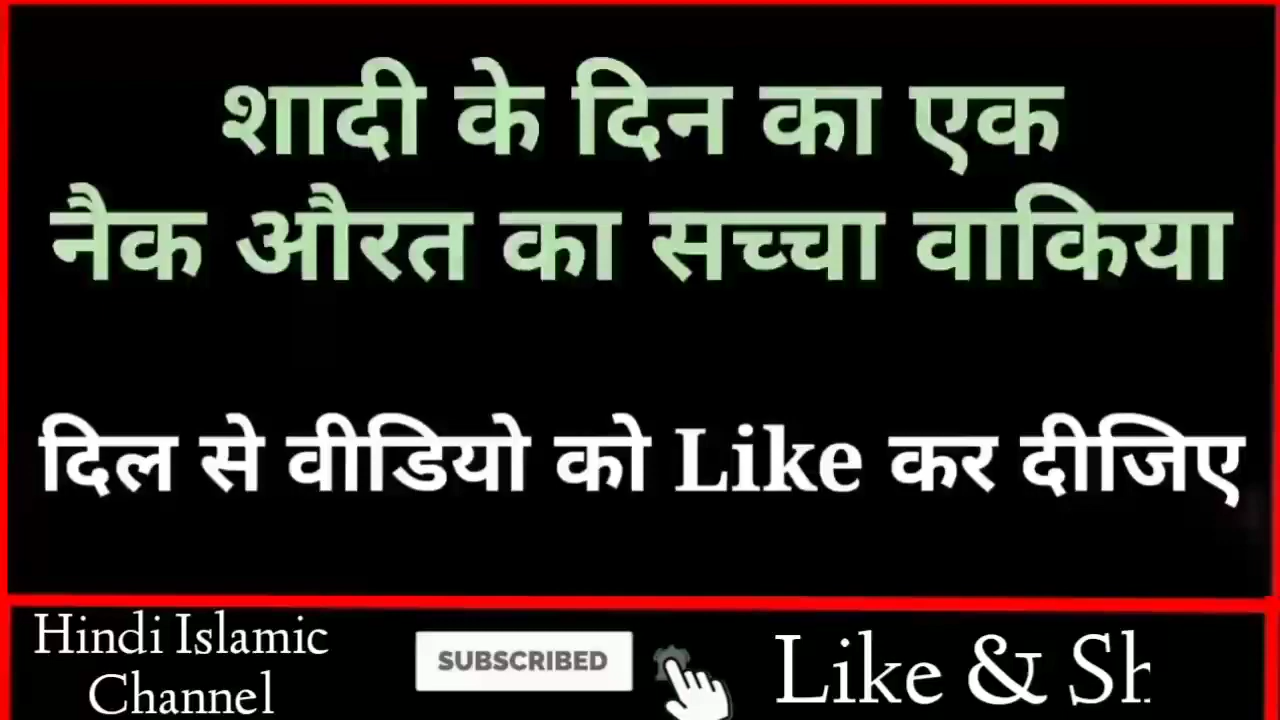 शादी के दिन का एक
नैक औरत का सच्चा वाकिया
दिल से वीडियो को Like कर दीजिए
Hindi Islamic
Channel
SUBSCRIBED
Like & Sh